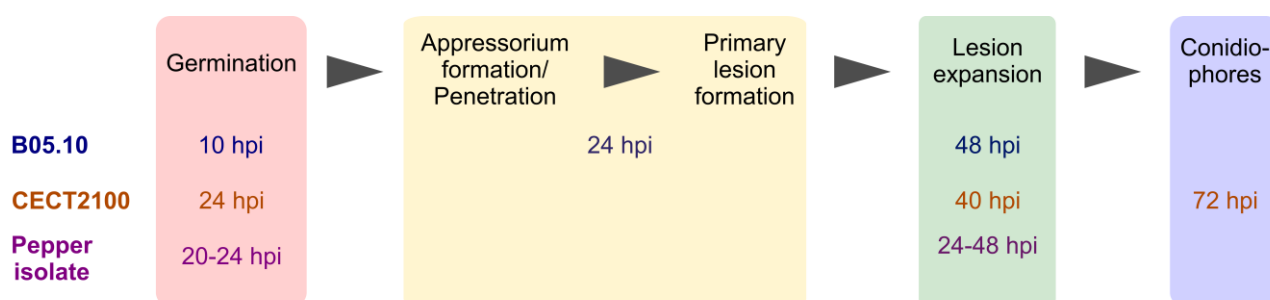 Germination
Appressorium
formation/
Penetration
Primary
lesion
formation
Lesion
expansion
Conidio-
phores
B05.10 10 hpi 24 hpi 48 hpi
CECT2100 24 hpi 40 hpi 72 hpi
Pepper
isolate
20-24 hpi 24-48 hpi